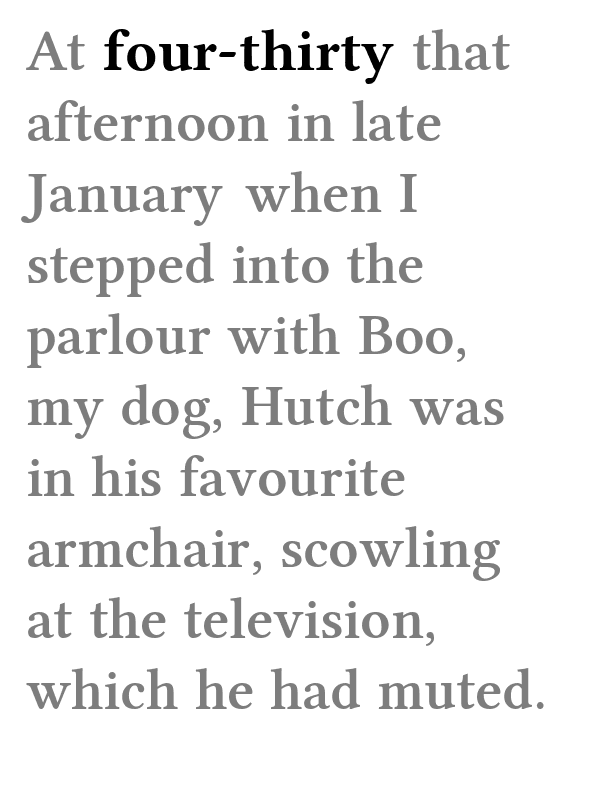 At four-thirty that
afternoon in late
January when I
stepped into the
parlour with Boo,
my dog, Hutch was
in his favourite
armchair, scowling
at the television,
which he had muted.